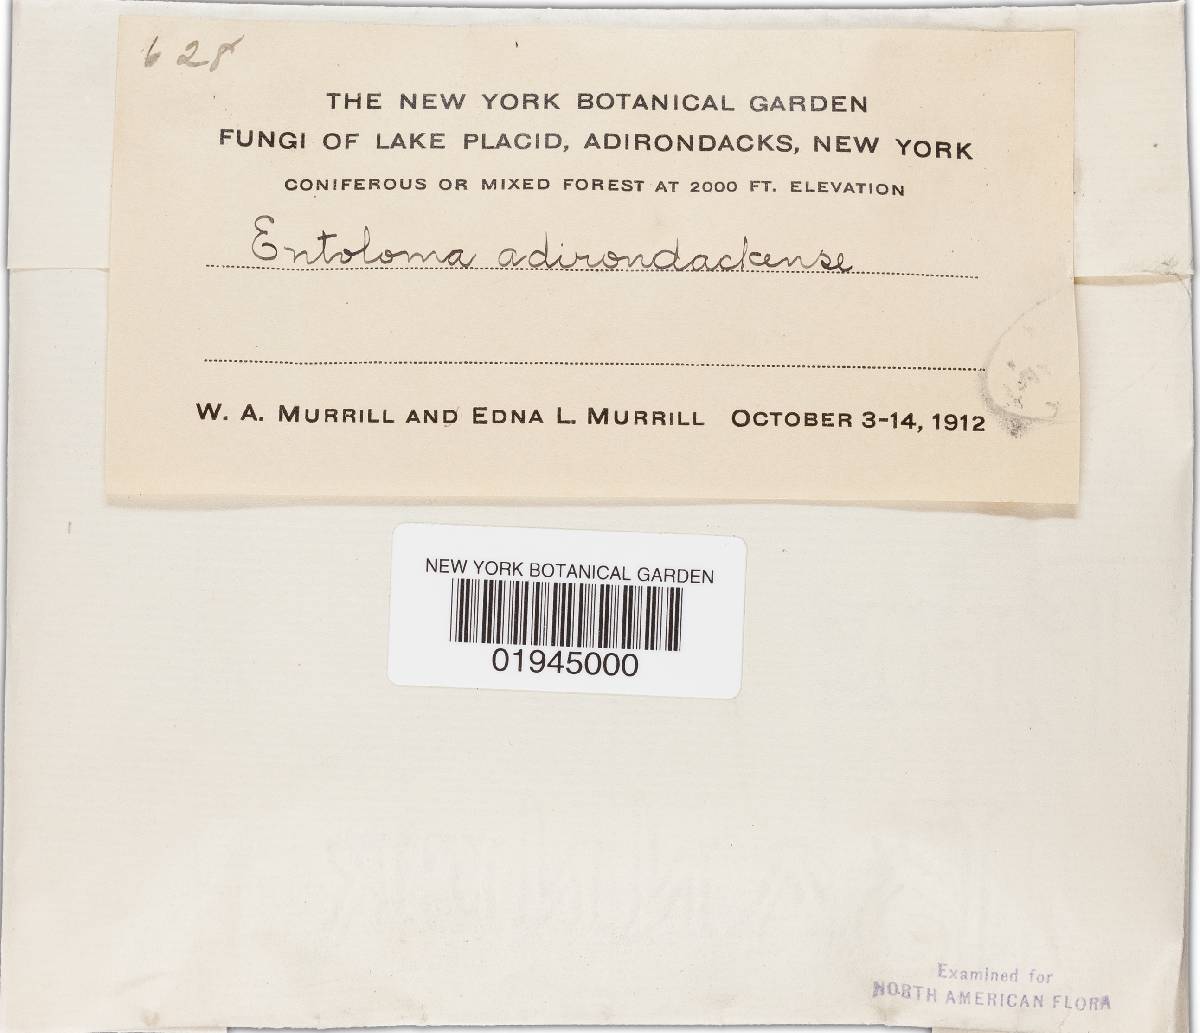 628
THE NEW YORK BOTANICAL GARDEN
FUNGI OF LAKE PLACID, ADIRONDACKS, NEW YORK
CONIFEROUS OR MIXED FOREST AT 2000 FT. ELEVATION
Entoloma adirondackense
W. A. MURRILL AND EDNA L. MURRILL OCTOBER 3-14, 1912
NEW YORK BOTANICAL GARDEN
01945000
Examined for
NORTH AMERICAN FLORA